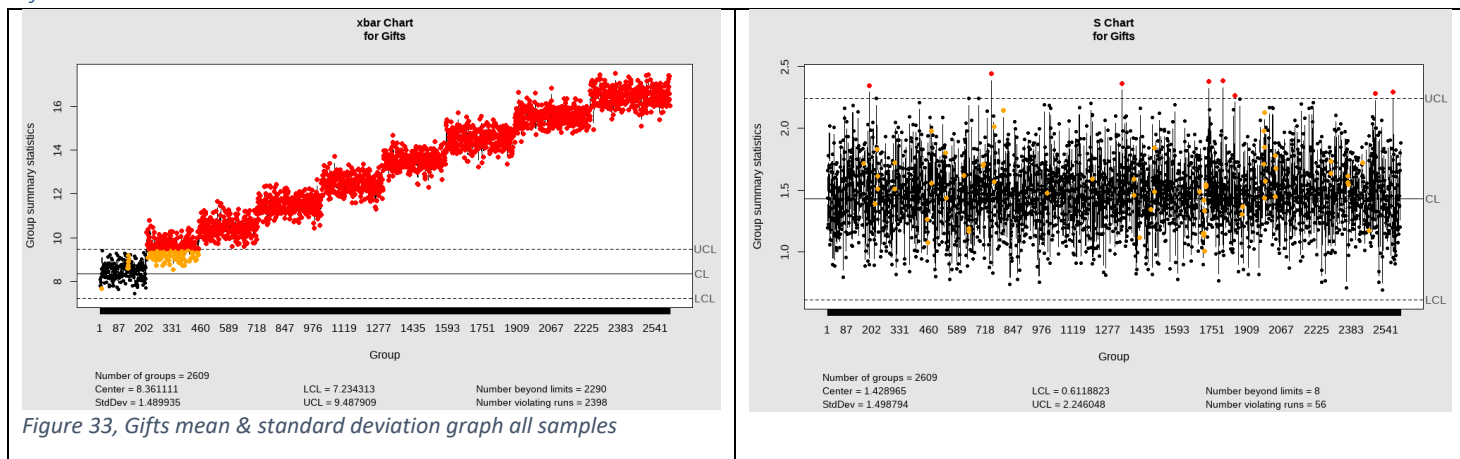 xbar Chart
for Gifts
Group summary statistics
16
14
12
10
8
UCL
CL
LCL
1 87 202 331 460 589 718 847 976 1119 1277 1435 1593 1751 1909 2067 2225 2383 2541
Group
Number of groups = 2609
Center = 8.361111 LCL = 7.234313 Number beyond limits = 2290
StdDev = 1.489935 UCL = 9.487909 Number violating runs = 2398
S Chart
for Gifts
Group summary statistics
2.5
2.0
1.5
1.0
UCL
CL
LCL
1 87 202 331 460 589 718 847 976 1119 1277 1435 1593 1751 1909 2067 2225 2383 2541
Group
Number of groups = 2609
Center = 1.428965 LCL = 0.6118823 Number beyond limits = 8
StdDev = 1.498794 UCL = 2.246048 Number violating runs = 56
Figure 33, Gifts mean & standard deviation graph all samples